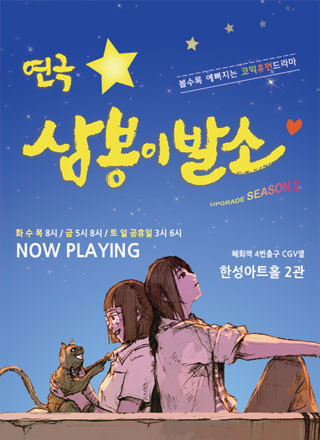 연극
볼수록 예뻐지는 코믹휴먼드라마
삼봉이발소
UPGRADE SEASON 2
화 수 목 8시 / 금 5시 8시 / 토 일 공휴일 3시 6시
NOW PLAYING
혜화역 4번출구 CGV옆
한성아트홀 2관